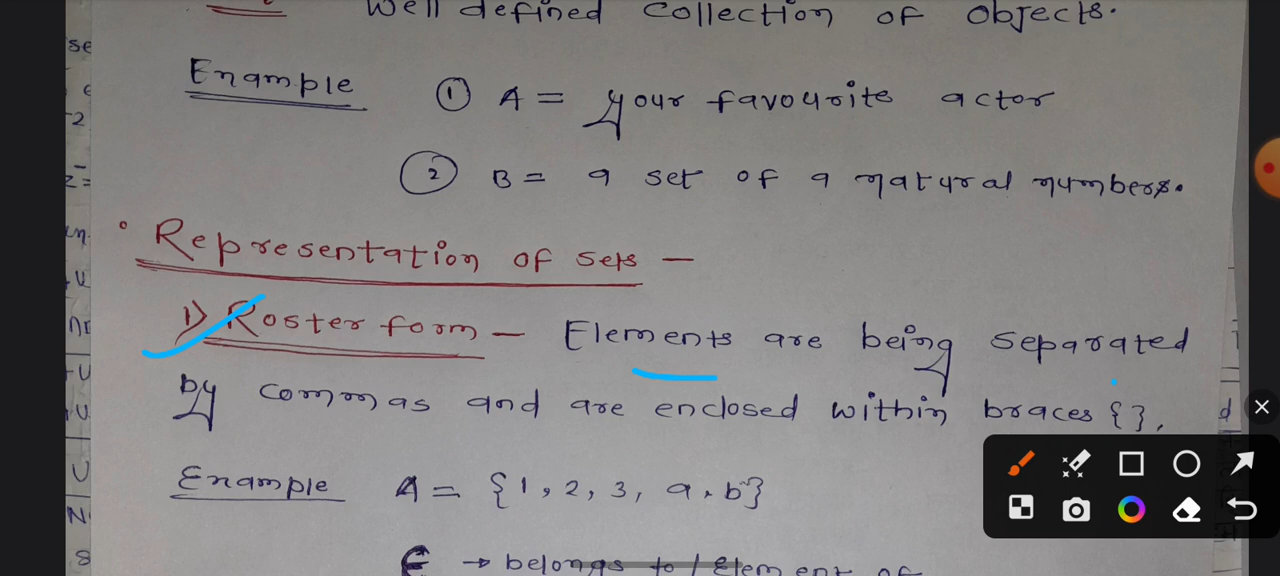 Well defined collection of objects.
Example ① A = Your favourite actor
② B = a set of a natural numbers.
• Representation of sets —
1) Roster form — Elements are being separated
by commas and are enclosed within braces { },
Example A = {1, 2, 3, a, b}
∈ → belongs to / Element of